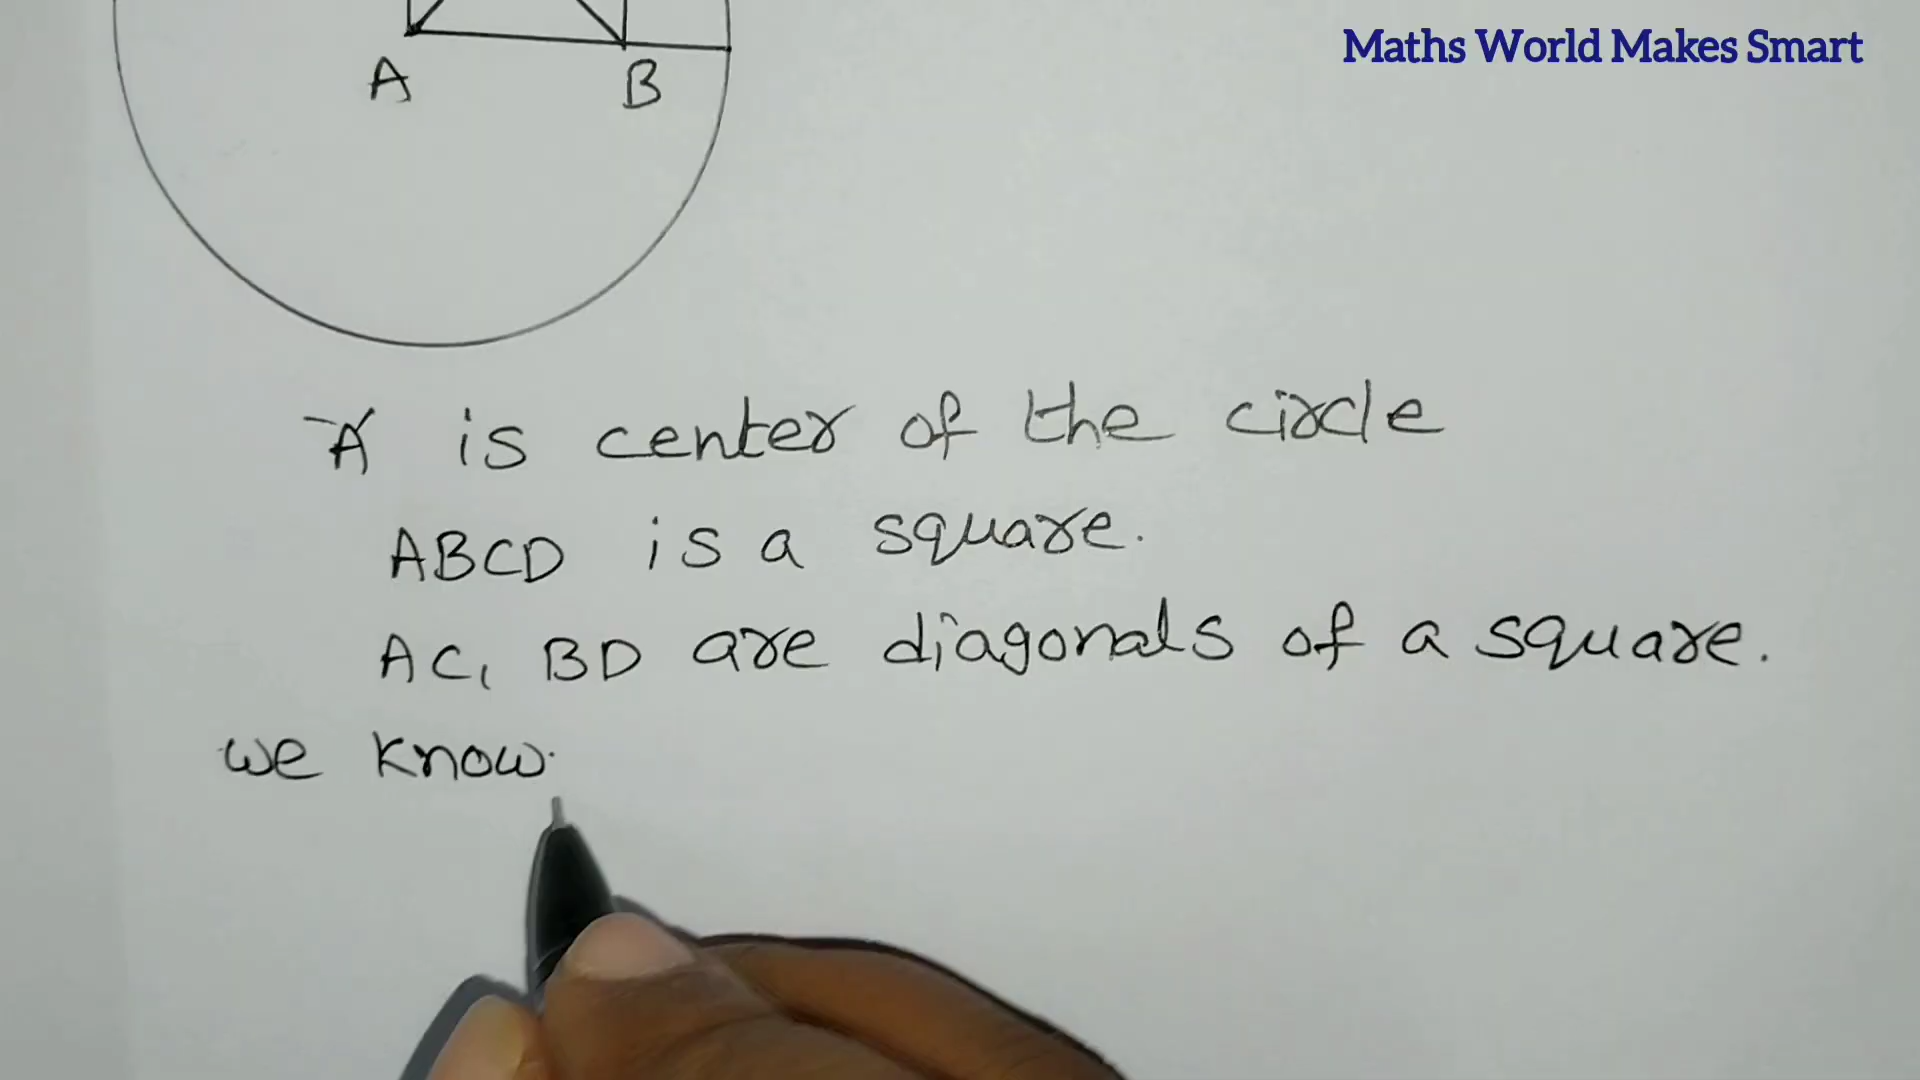 Maths World Makes Smart
A B
A is center of the circle
ABCD is a square.
AC, BD are diagonals of a square.
we know